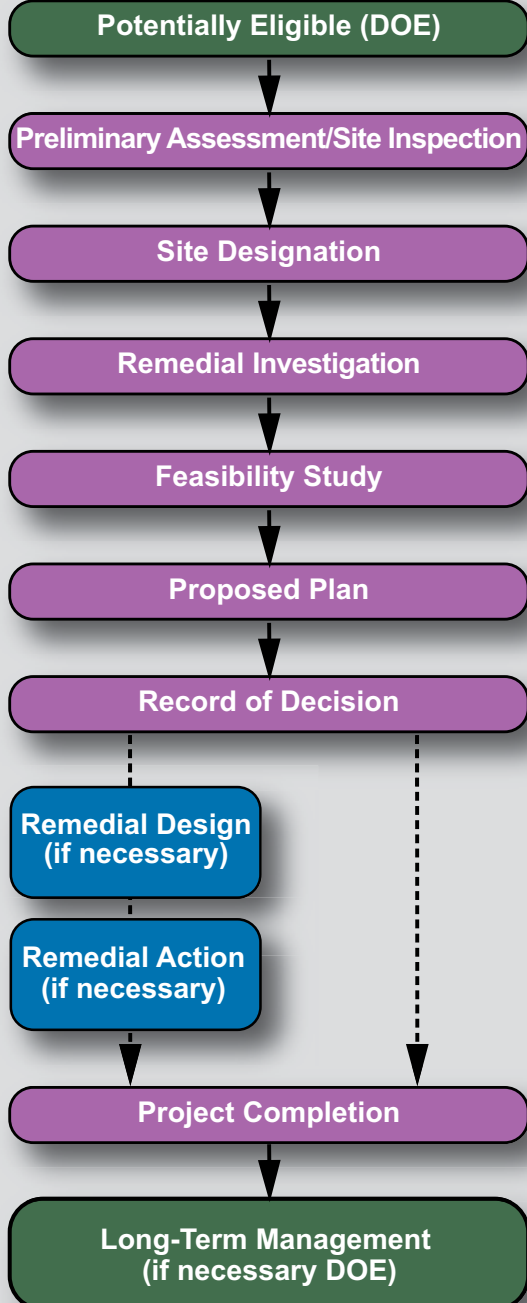 Potentially Eligible (DOE)
Preliminary Assessment/Site Inspection
Site Designation
Remedial Investigation
Feasibility Study
Proposed Plan
Record of Decision
Remedial Design
(if necessary)
Remedial Action
(if necessary)
Project Completion
Long-Term Management
(if necessary DOE)